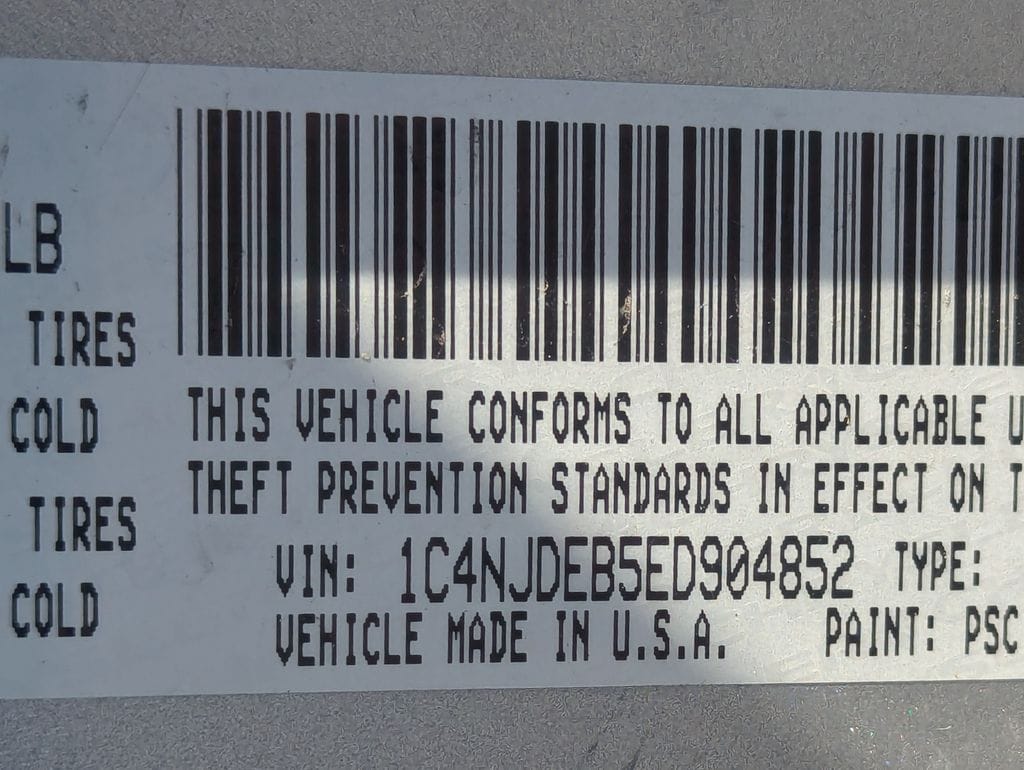 LB
TIRES
COLD
TIRES
COLD
THIS VEHICLE CONFORMS TO ALL APPLICABLE U
THEFT PREVENTION STANDARDS IN EFFECT ON T
VIN: 1C4NJDEB5ED904852 TYPE:
VEHICLE MADE IN U.S.A. PAINT: PSC